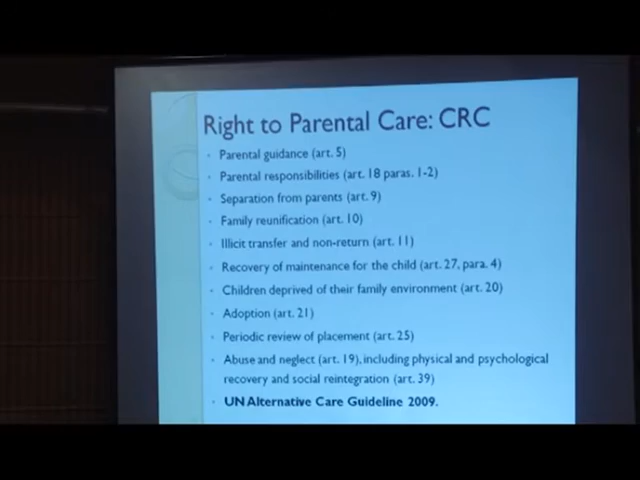 Right to Parental Care: CRC
Parental guidance (art. 5)
Parental responsibilities (art. 18 paras. 1-2)
Separation from parents (art. 9)
Family reunification (art. 10)
Illicit transfer and non-return (art. 11)
Recovery of maintenance for the child (art. 27, para. 4)
Children deprived of their family environment (art. 20)
Adoption (art. 21)
Periodic review of placement (art. 25)
Abuse and neglect (art. 19), including physical and psychological
recovery and social reintegration (art. 39)
UN Alternative Care Guideline 2009.